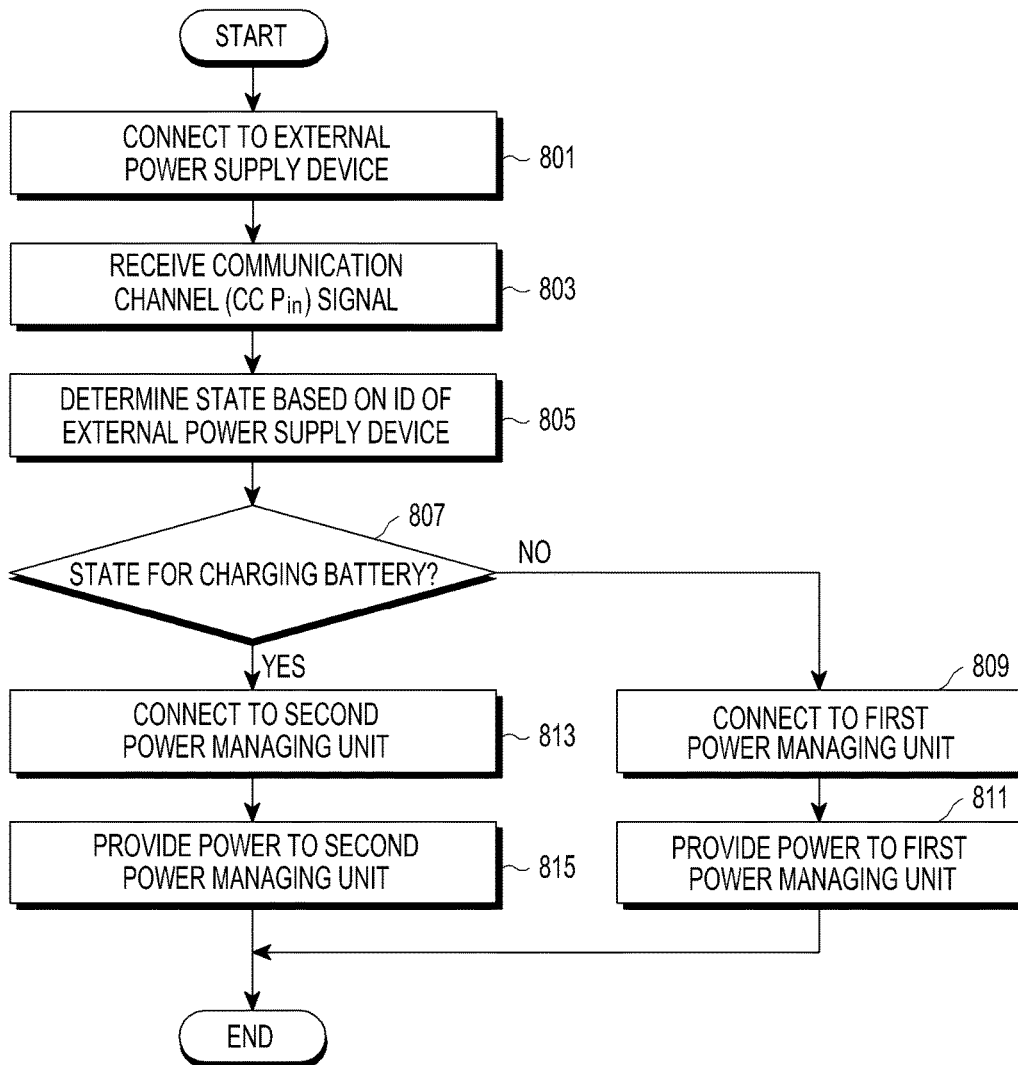 START
CONNECT TO EXTERNAL
POWER SUPPLY DEVICE
801
RECEIVE COMMUNICATION
CHANNEL (CC Pin) SIGNAL
803
DETERMINE STATE BASED ON ID OF
EXTERNAL POWER SUPPLY DEVICE
805
807
STATE FOR CHARGING BATTERY?
NO
YES
CONNECT TO SECOND
POWER MANAGING UNIT
813
PROVIDE POWER TO SECOND
POWER MANAGING UNIT
815
809
CONNECT TO FIRST
POWER MANAGING UNIT
811
PROVIDE POWER TO FIRST
POWER MANAGING UNIT
END